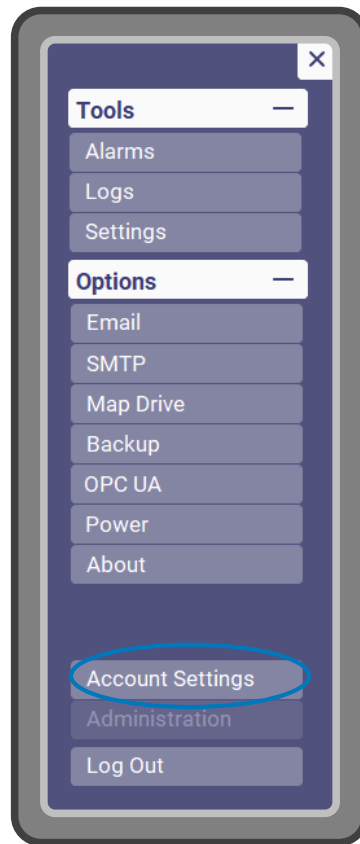 ×
Tools —
Alarms
Logs
Settings
Options —
Email
SMTP
Map Drive
Backup
OPC UA
Power
About
Account Settings
Administration
Log Out